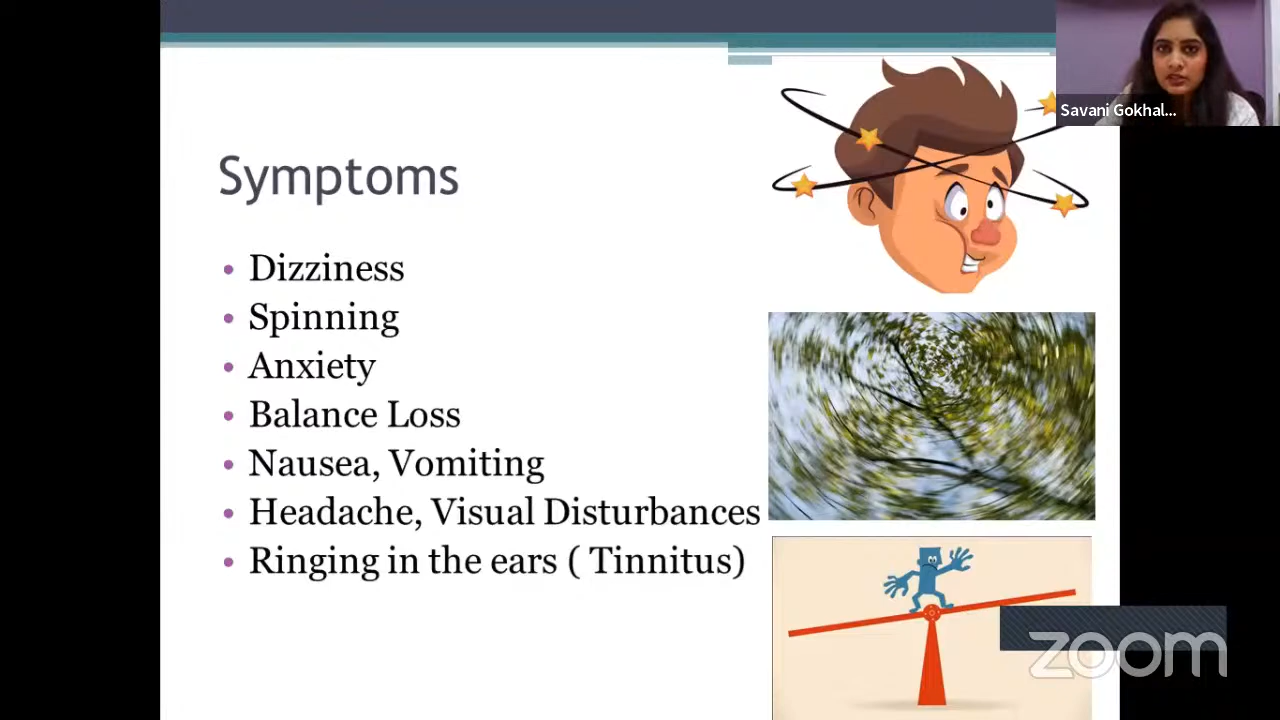 Savani Gokhal...
Symptoms
• Dizziness
• Spinning
• Anxiety
• Balance Loss
• Nausea, Vomiting
• Headache, Visual Disturbances
• Ringing in the ears ( Tinnitus)
zoom